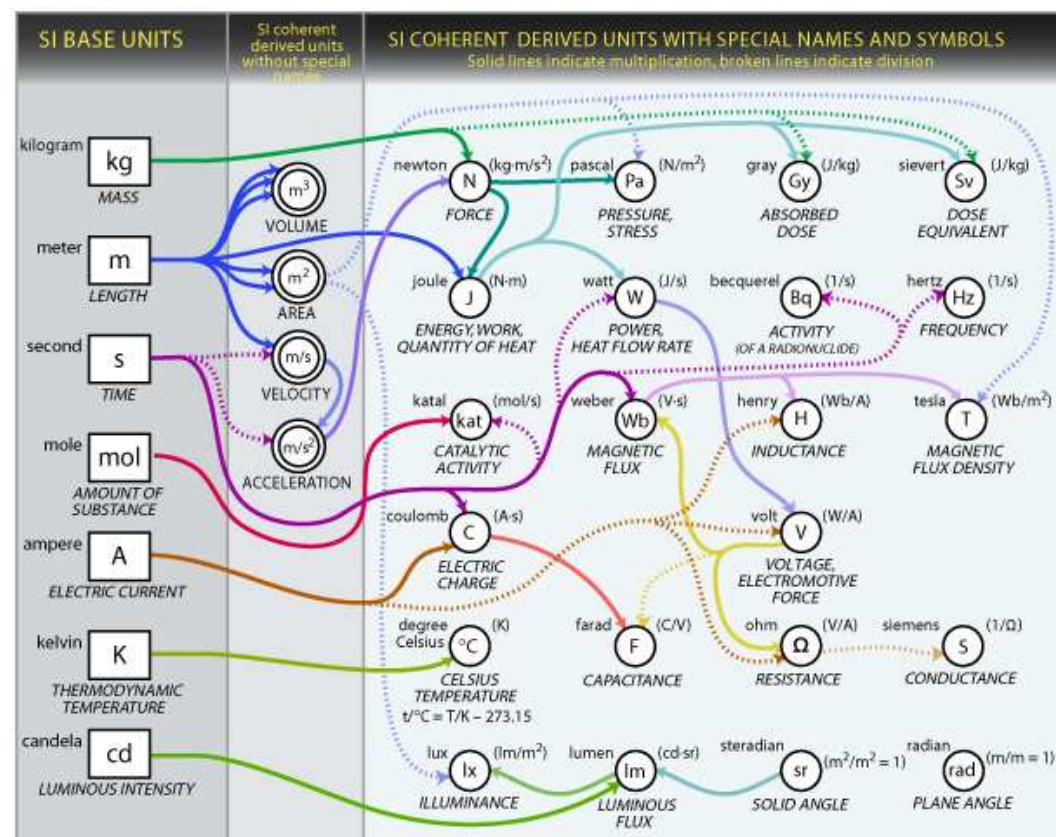 SI BASE UNITS
SI coherent
derived units
without special
names
SI COHERENT DERIVED UNITS WITH SPECIAL NAMES AND SYMBOLS
Solid lines indicate multiplication, broken lines indicate division
kilogram
kg
MASS
meter
m
LENGTH
second
s
TIME
mole
mol
AMOUNT OF
SUBSTANCE
ampere
A
ELECTRIC CURRENT
kelvin
K
THERMODYNAMIC
TEMPERATURE
candela
cd
LUMINOUS INTENSITY
m³
VOLUME
m²
AREA
m/s
VELOCITY
m/s²
ACCELERATION
newton
N
(kg·m/s²)
FORCE
pascal
Pa
(N/m²)
PRESSURE,
STRESS
gray
Gy
(J/kg)
ABSORBED
DOSE
sievert
Sv
(J/kg)
DOSE
EQUIVALENT
joule
J
(N·m)
ENERGY, WORK,
QUANTITY OF HEAT
watt
W
(J/s)
POWER,
HEAT FLOW RATE
becquerel
Bq
(1/s)
ACTIVITY
(OF A RADIONUCLIDE)
hertz
Hz
(1/s)
FREQUENCY
katal
kat
(mol/s)
CATALYTIC
ACTIVITY
weber
Wb
(V·s)
MAGNETIC
FLUX
henry
H
(Wb/A)
INDUCTANCE
tesla
T
(Wb/m²)
MAGNETIC
FLUX DENSITY
coulomb
C
(A·s)
ELECTRIC
CHARGE
volt
V
(W/A)
VOLTAGE,
ELECTROMOTIVE
FORCE
degree
Celsius
°C
(K)
CELSIUS
TEMPERATURE
t/°C = T/K – 273.15
farad
F
(C/V)
CAPACITANCE
ohm
Ω
(V/A)
RESISTANCE
siemens
S
(1/Ω)
CONDUCTANCE
lux
lx
(lm/m²)
ILLUMINANCE
lumen
lm
(cd·sr)
LUMINOUS
FLUX
steradian
sr
(m²/m² = 1)
SOLID ANGLE
radian
rad
(m/m = 1)
PLANE ANGLE